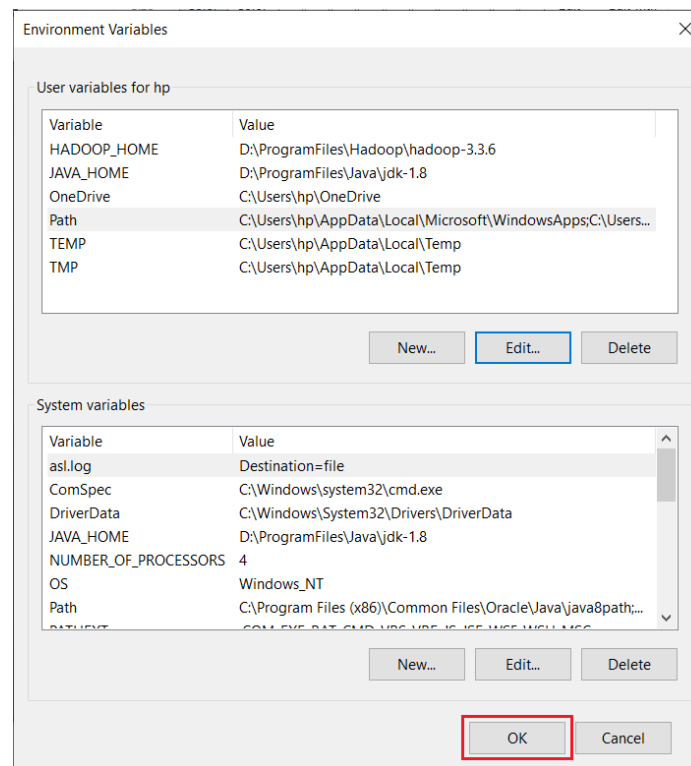 Environment Variables
User variables for hp
Variable Value
HADOOP_HOME D:\ProgramFiles\Hadoop\hadoop-3.3.6
JAVA_HOME D:\ProgramFiles\Java\jdk-1.8
OneDrive C:\Users\hp\OneDrive
Path C:\Users\hp\AppData\Local\Microsoft\WindowsApps;C:\Users...
TEMP C:\Users\hp\AppData\Local\Temp
TMP C:\Users\hp\AppData\Local\Temp
New... Edit... Delete
System variables
Variable Value
asl.log Destination=file
ComSpec C:\Windows\system32\cmd.exe
DriverData C:\Windows\System32\Drivers\DriverData
JAVA_HOME D:\ProgramFiles\Java\jdk-1.8
NUMBER_OF_PROCESSORS 4
OS Windows_NT
Path C:\Program Files (x86)\Common Files\Oracle\Java\java8path;...
New... Edit... Delete
OK Cancel